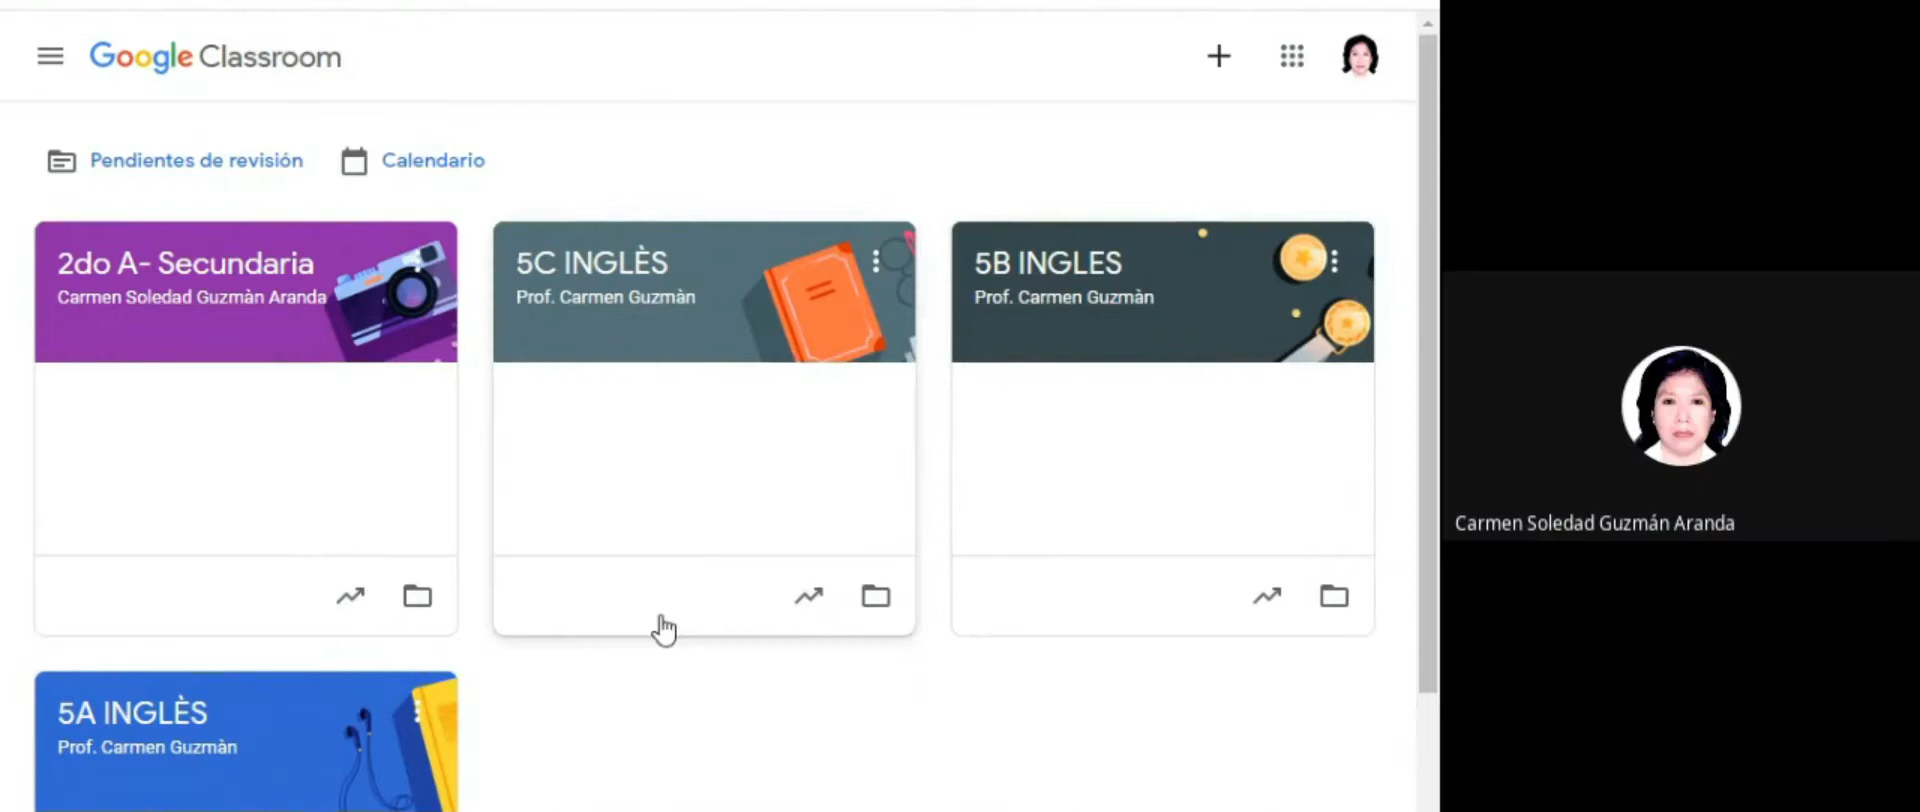 Google Classroom
Pendientes de revisión
Calendario
2do A- Secundaria
Carmen Soledad Guzmàn Aranda
5C INGLÈS
Prof. Carmen Guzmàn
5B INGLES
Prof. Carmen Guzmàn
Carmen Soledad Guzmán Aranda
5A INGLÈS
Prof. Carmen Guzmàn